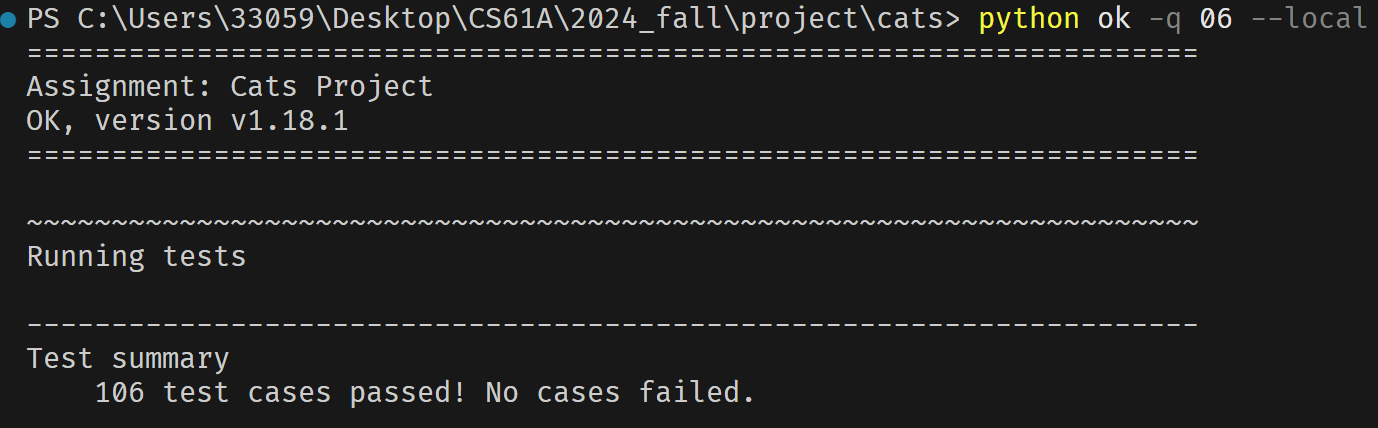 PS C:\Users\33059\Desktop\CS61A\2024_fall\project\cats> python ok -q 06 --local
=====================================================================
Assignment: Cats Project
OK, version v1.18.1
=====================================================================
~~~~~~~~~~~~~~~~~~~~~~~~~~~~~~~~~~~~~~~~~~~~~~~~~~~~~~~~~~~~~~~~~~~~~
Running tests
---------------------------------------------------------------------
Test summary
    106 test cases passed! No cases failed.